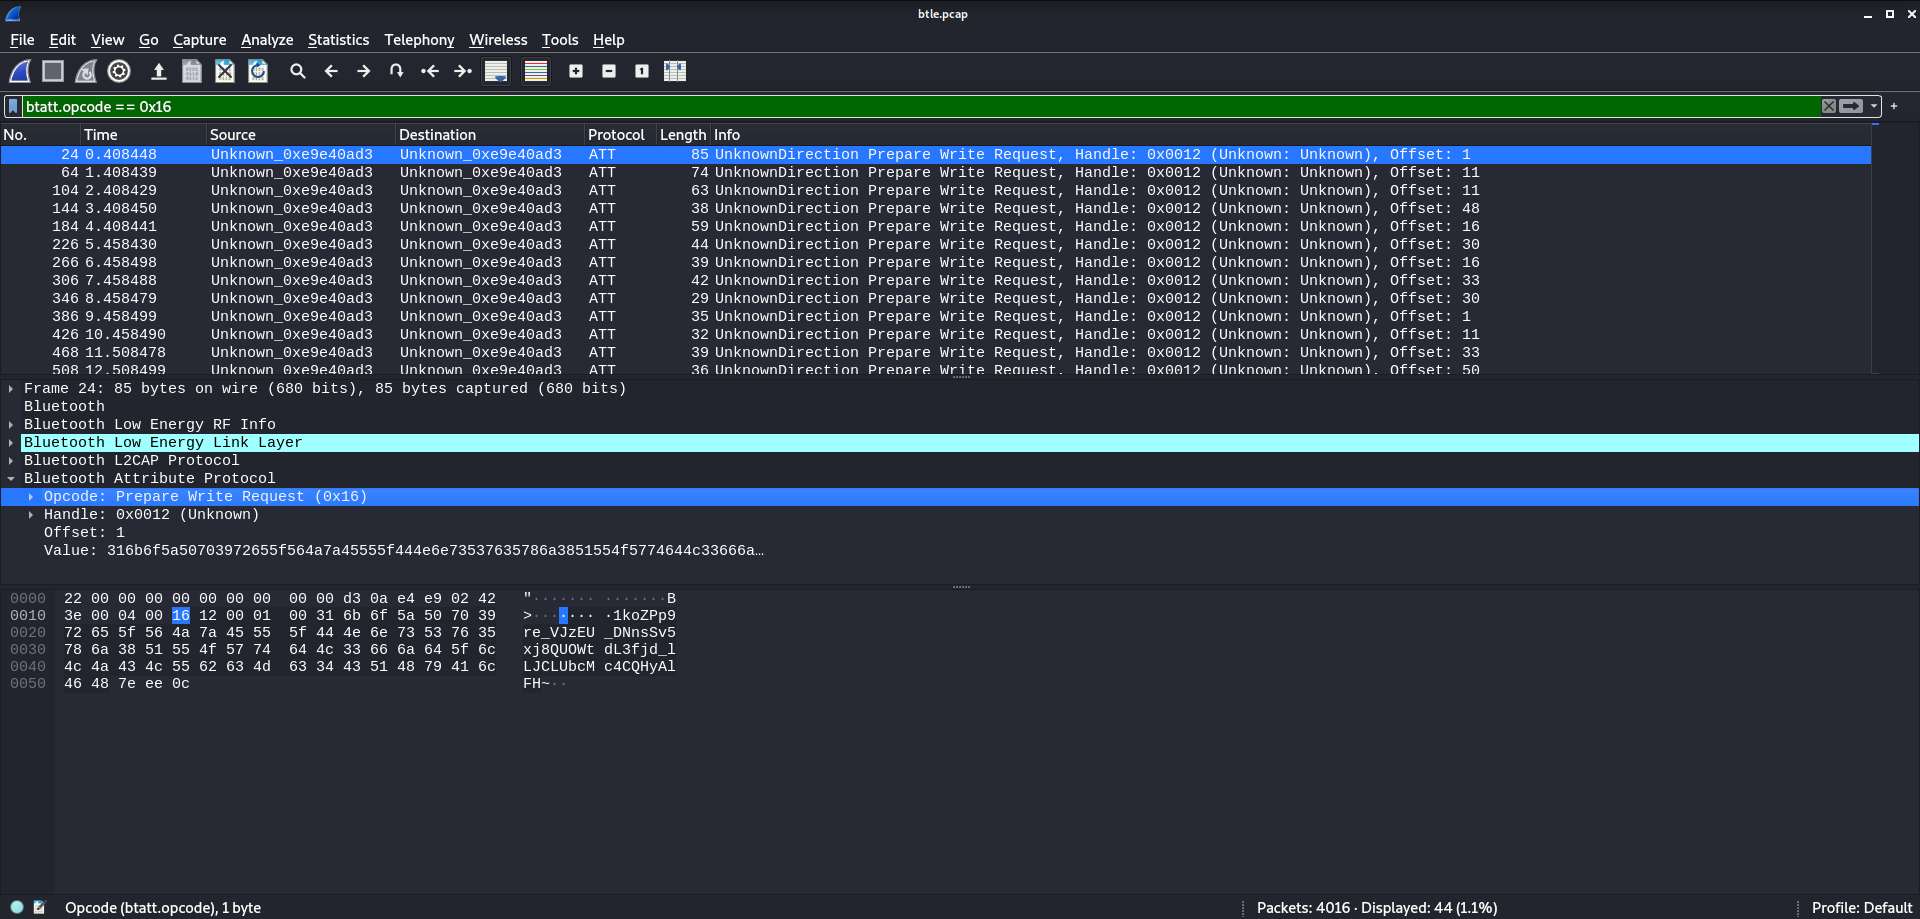 btle.pcap
File Edit View Go Capture Analyze Statistics Telephony Wireless Tools Help
btatt.opcode == 0x16
No. Time Source Destination Protocol Length Info
24 0.408448 Unknown_0xe9e40ad3 Unknown_0xe9e40ad3 ATT 85 UnknownDirection Prepare Write Request, Handle: 0x0012 (Unknown: Unknown), Offset: 1
64 1.408439 Unknown_0xe9e40ad3 Unknown_0xe9e40ad3 ATT 74 UnknownDirection Prepare Write Request, Handle: 0x0012 (Unknown: Unknown), Offset: 11
104 2.408429 Unknown_0xe9e40ad3 Unknown_0xe9e40ad3 ATT 63 UnknownDirection Prepare Write Request, Handle: 0x0012 (Unknown: Unknown), Offset: 11
144 3.408450 Unknown_0xe9e40ad3 Unknown_0xe9e40ad3 ATT 38 UnknownDirection Prepare Write Request, Handle: 0x0012 (Unknown: Unknown), Offset: 48
184 4.408441 Unknown_0xe9e40ad3 Unknown_0xe9e40ad3 ATT 59 UnknownDirection Prepare Write Request, Handle: 0x0012 (Unknown: Unknown), Offset: 16
226 5.458430 Unknown_0xe9e40ad3 Unknown_0xe9e40ad3 ATT 44 UnknownDirection Prepare Write Request, Handle: 0x0012 (Unknown: Unknown), Offset: 30
266 6.458498 Unknown_0xe9e40ad3 Unknown_0xe9e40ad3 ATT 39 UnknownDirection Prepare Write Request, Handle: 0x0012 (Unknown: Unknown), Offset: 16
306 7.458488 Unknown_0xe9e40ad3 Unknown_0xe9e40ad3 ATT 42 UnknownDirection Prepare Write Request, Handle: 0x0012 (Unknown: Unknown), Offset: 33
346 8.458479 Unknown_0xe9e40ad3 Unknown_0xe9e40ad3 ATT 29 UnknownDirection Prepare Write Request, Handle: 0x0012 (Unknown: Unknown), Offset: 30
386 9.458499 Unknown_0xe9e40ad3 Unknown_0xe9e40ad3 ATT 35 UnknownDirection Prepare Write Request, Handle: 0x0012 (Unknown: Unknown), Offset: 1
426 10.458490 Unknown_0xe9e40ad3 Unknown_0xe9e40ad3 ATT 32 UnknownDirection Prepare Write Request, Handle: 0x0012 (Unknown: Unknown), Offset: 11
468 11.508478 Unknown_0xe9e40ad3 Unknown_0xe9e40ad3 ATT 39 UnknownDirection Prepare Write Request, Handle: 0x0012 (Unknown: Unknown), Offset: 33
508 12.508499 Unknown_0xe9e40ad3 Unknown_0xe9e40ad3 ATT 36 UnknownDirection Prepare Write Request, Handle: 0x0012 (Unknown: Unknown), Offset: 50
Frame 24: 85 bytes on wire (680 bits), 85 bytes captured (680 bits)
Bluetooth
Bluetooth Low Energy RF Info
Bluetooth Low Energy Link Layer
Bluetooth L2CAP Protocol
Bluetooth Attribute Protocol
Opcode: Prepare Write Request (0x16)
Handle: 0x0012 (Unknown)
Offset: 1
Value: 316b6f5a50703972655f564a7a45555f444e6e73537635786a3851554f5774644c33666a…
0000 22 00 00 00 00 00 00 00 00 00 d3 0a e4 e9 02 42 "······· ·······B
0010 3e 00 04 00 16 12 00 01 00 31 6b 6f 5a 50 70 39 >······· ·1koZPp9
0020 72 65 5f 56 4a 7a 45 55 5f 44 4e 6e 73 53 76 35 re_VJzEU _DNnsSv5
0030 78 6a 38 51 55 4f 57 74 64 4c 33 66 6a 64 5f 6c xj8QUOWt dL3fjd_l
0040 4c 4a 43 4c 55 62 63 4d 63 34 43 51 48 79 41 6c LJCLUbcM c4CQHyAl
0050 46 48 7e ee 0c FH~··
Opcode (btatt.opcode), 1 byte Packets: 4016 · Displayed: 44 (1.1%) Profile: Default